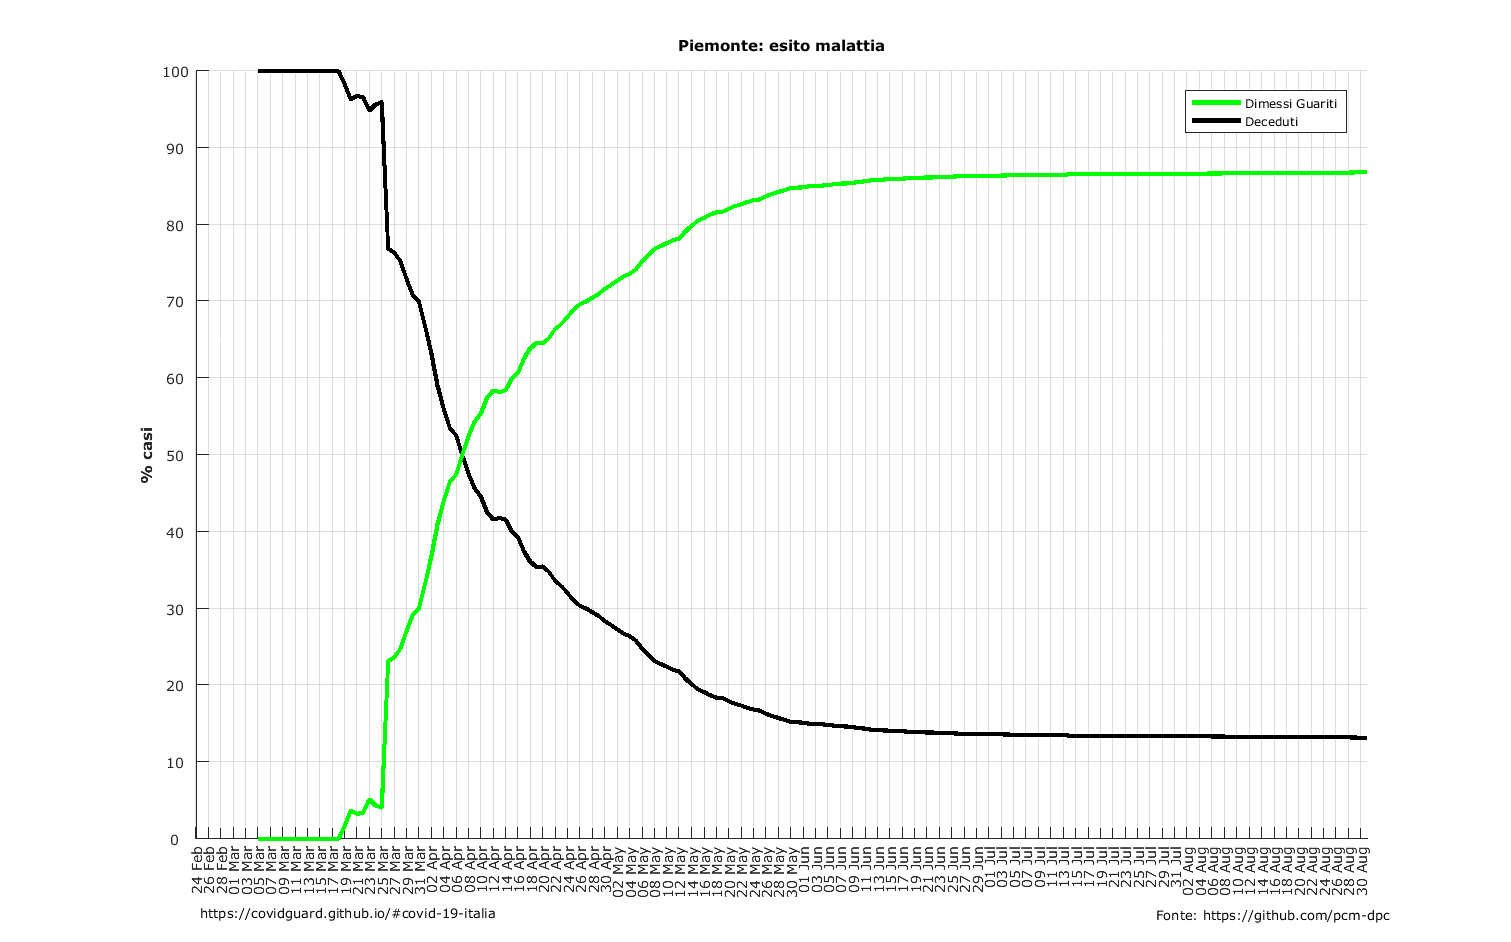 Piemonte: esito malattia
100
90
80
70
60
50
40
30
20
10
0
% casi
Dimessi Guariti
Deceduti
24 Feb
26 Feb
28 Feb
01 Mar
03 Mar
05 Mar
07 Mar
09 Mar
11 Mar
13 Mar
15 Mar
17 Mar
19 Mar
21 Mar
23 Mar
25 Mar
27 Mar
29 Mar
31 Mar
02 Apr
04 Apr
06 Apr
08 Apr
10 Apr
12 Apr
14 Apr
16 Apr
18 Apr
20 Apr
22 Apr
24 Apr
26 Apr
28 Apr
30 Apr
02 May
04 May
06 May
08 May
10 May
12 May
14 May
16 May
18 May
20 May
22 May
24 May
26 May
28 May
30 May
01 Jun
03 Jun
05 Jun
07 Jun
09 Jun
11 Jun
13 Jun
15 Jun
17 Jun
19 Jun
21 Jun
23 Jun
25 Jun
27 Jun
29 Jun
01 Jul
03 Jul
05 Jul
07 Jul
09 Jul
11 Jul
13 Jul
15 Jul
17 Jul
19 Jul
21 Jul
23 Jul
25 Jul
27 Jul
29 Jul
31 Jul
02 Aug
04 Aug
06 Aug
08 Aug
10 Aug
12 Aug
14 Aug
16 Aug
18 Aug
20 Aug
22 Aug
24 Aug
26 Aug
28 Aug
30 Aug
https://covidguard.github.io/#covid-19-italia
Fonte: https://github.com/pcm-dpc